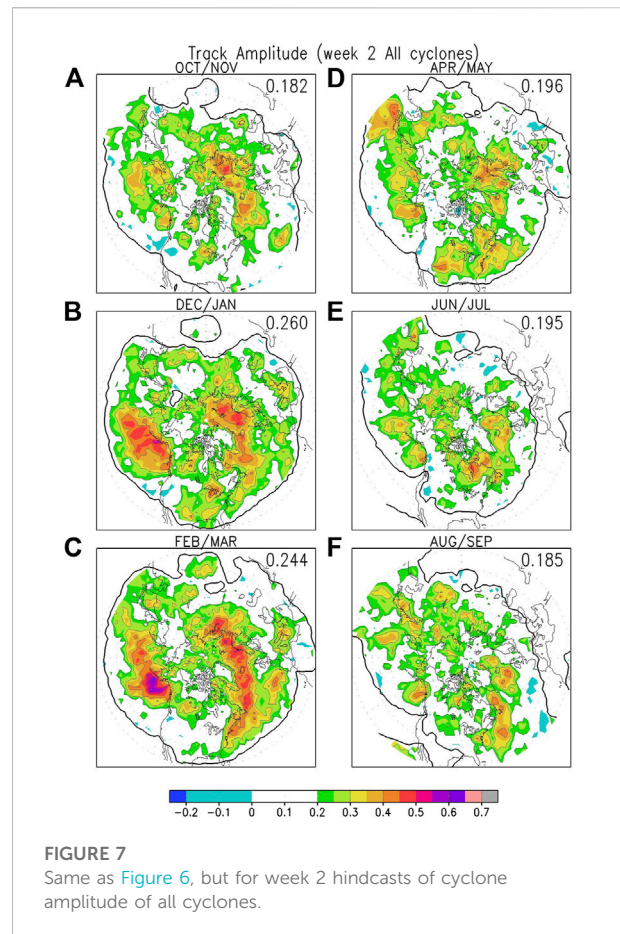 Track Amplitude (week 2 All cyclones)
A OCT/NOV 0.182
D APR/MAY 0.196
B DEC/JAN 0.260
E JUN/JUL 0.195
C FEB/MAR 0.244
F AUG/SEP 0.185
-0.2 -0.1 0 0.1 0.2 0.3 0.4 0.5 0.6 0.7
FIGURE 7
Same as Figure 6, but for week 2 hindcasts of cyclone
amplitude of all cyclones.